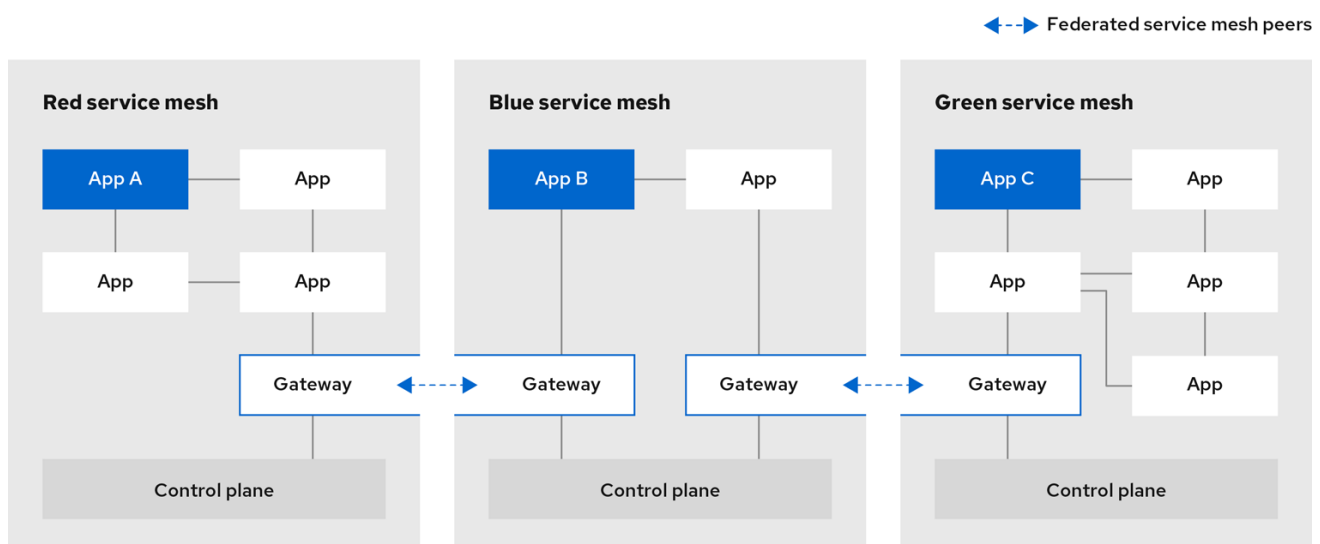 Federated service mesh peers
Red service mesh
App A
App
App
App
Gateway
Control plane
Blue service mesh
App B
App
Gateway
Gateway
Control plane
Green service mesh
App C
App
App
App
Gateway
App
Control plane